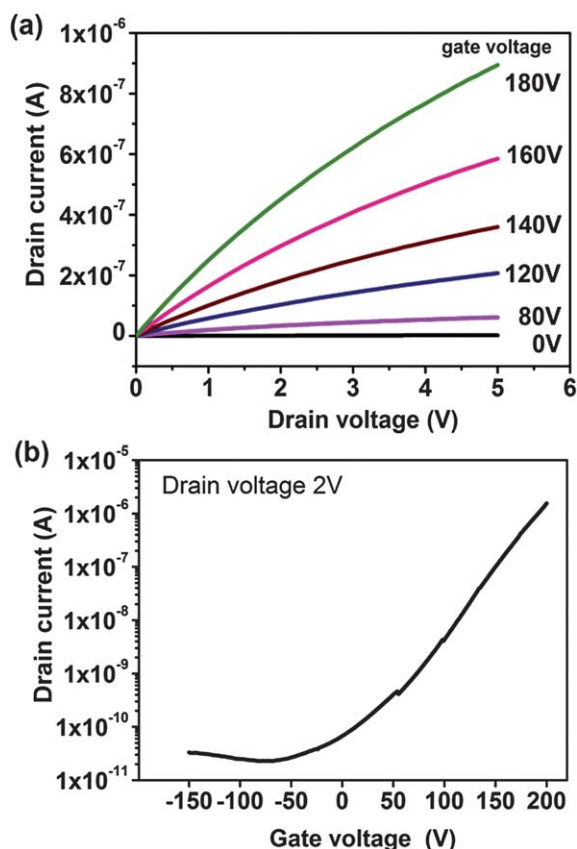 (a)
1x10⁻⁶
8x10⁻⁷
6x10⁻⁷
4x10⁻⁷
2x10⁻⁷
0
Drain current (A)
gate voltage
180V
160V
140V
120V
80V
0V
0 1 2 3 4 5 6
Drain voltage (V)
(b)
1x10⁻⁵
1x10⁻⁶
1x10⁻⁷
1x10⁻⁸
1x10⁻⁹
1x10⁻¹⁰
1x10⁻¹¹
Drain current (A)
Drain voltage 2V
-150 -100 -50 0 50 100 150 200
Gate voltage (V)